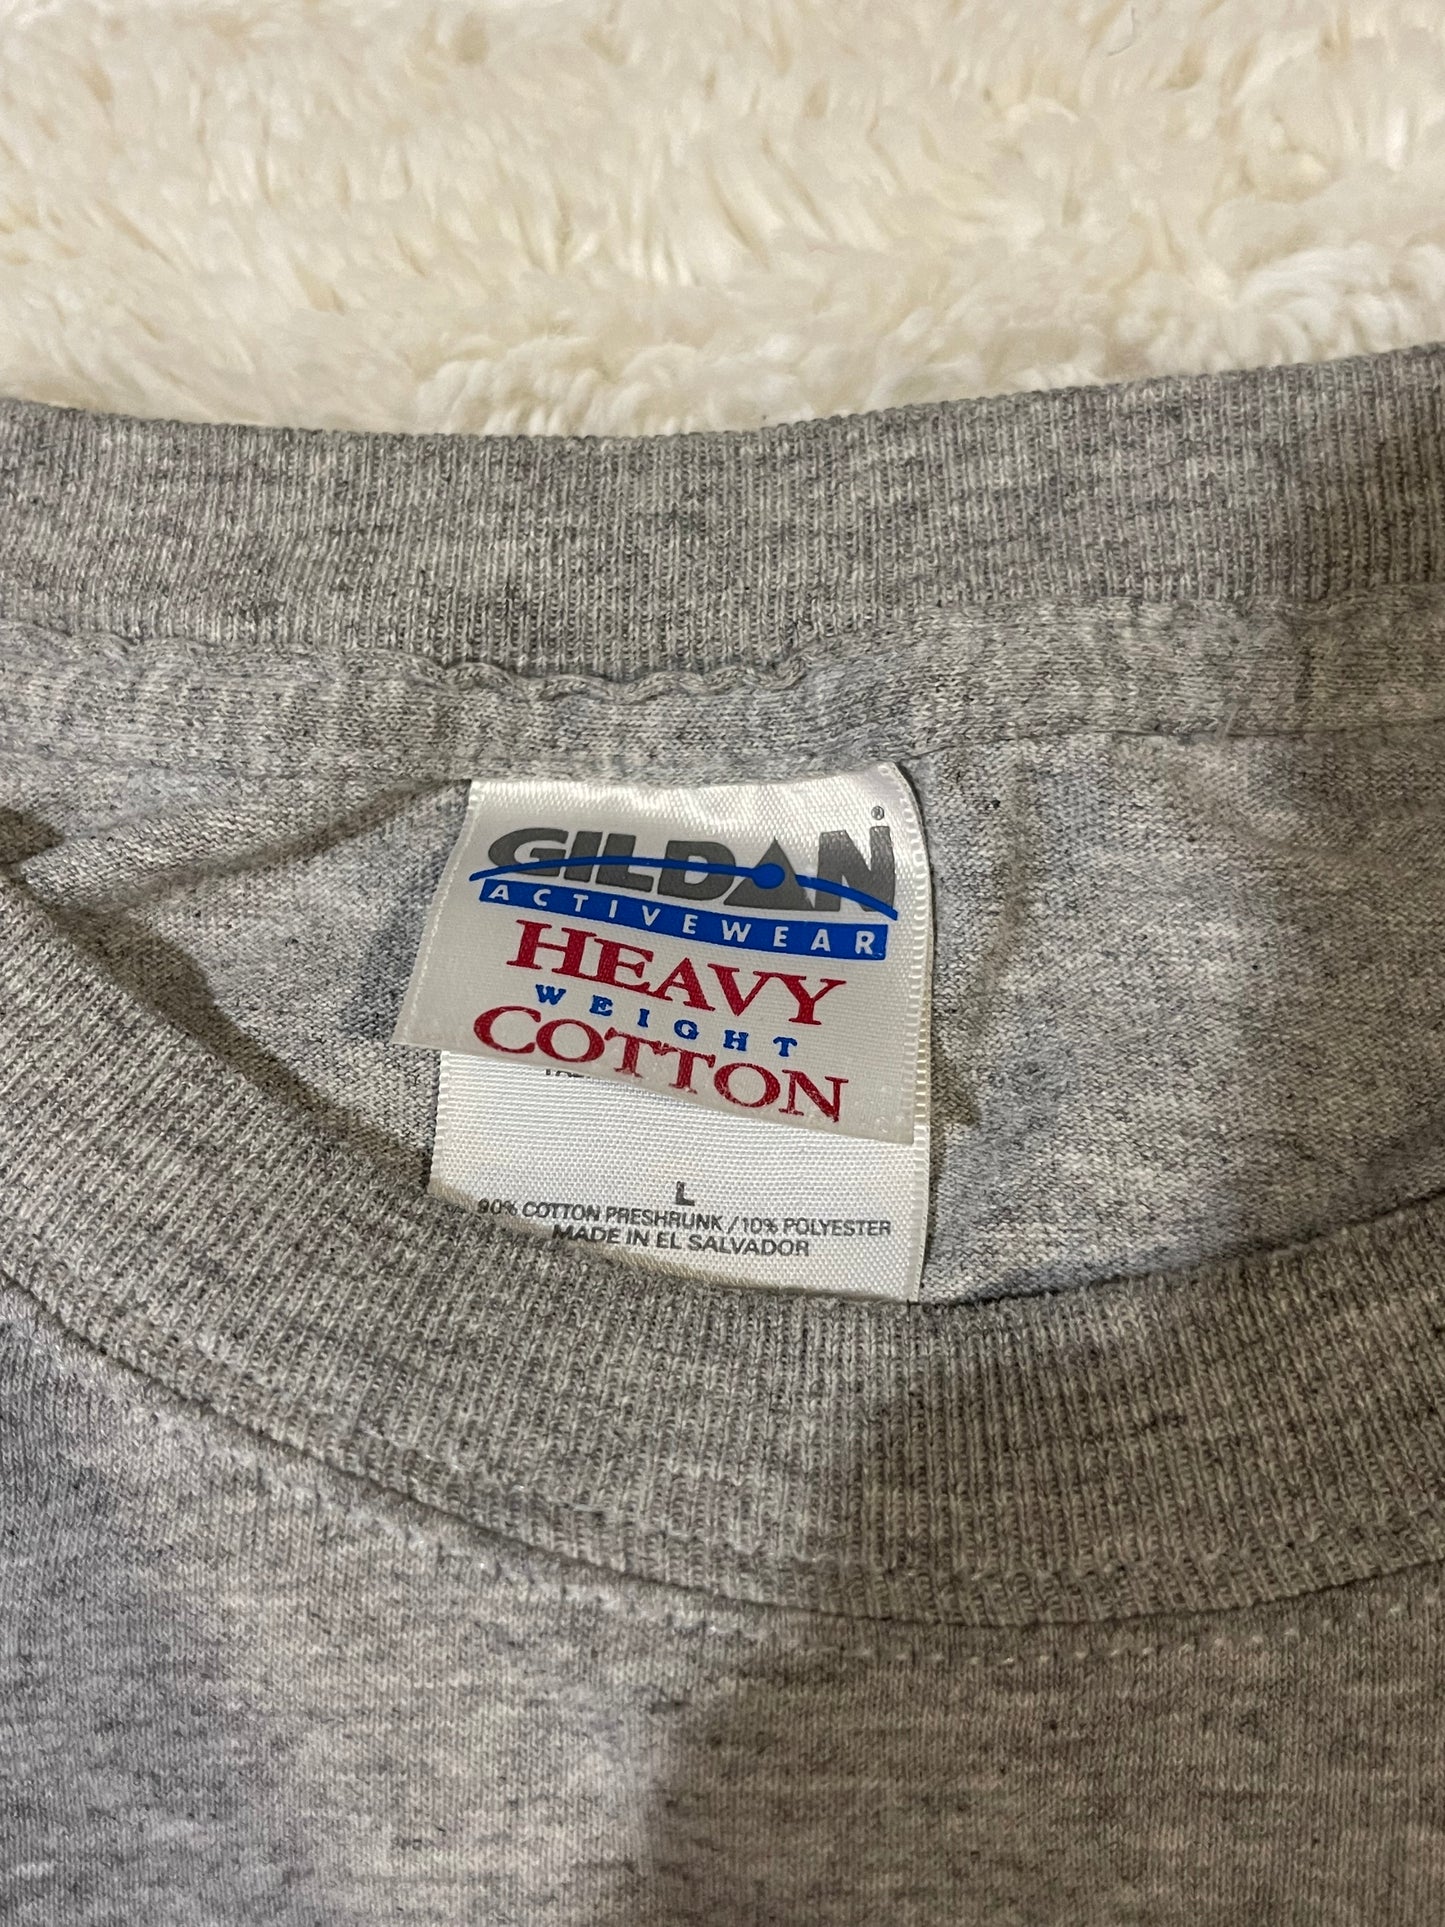 GILDAN®
ACTIVEWEAR
HEAVY
WEIGHT
COTTON
L
90% COTTON PRESHRUNK / 10% POLYESTER
MADE IN EL SALVADOR